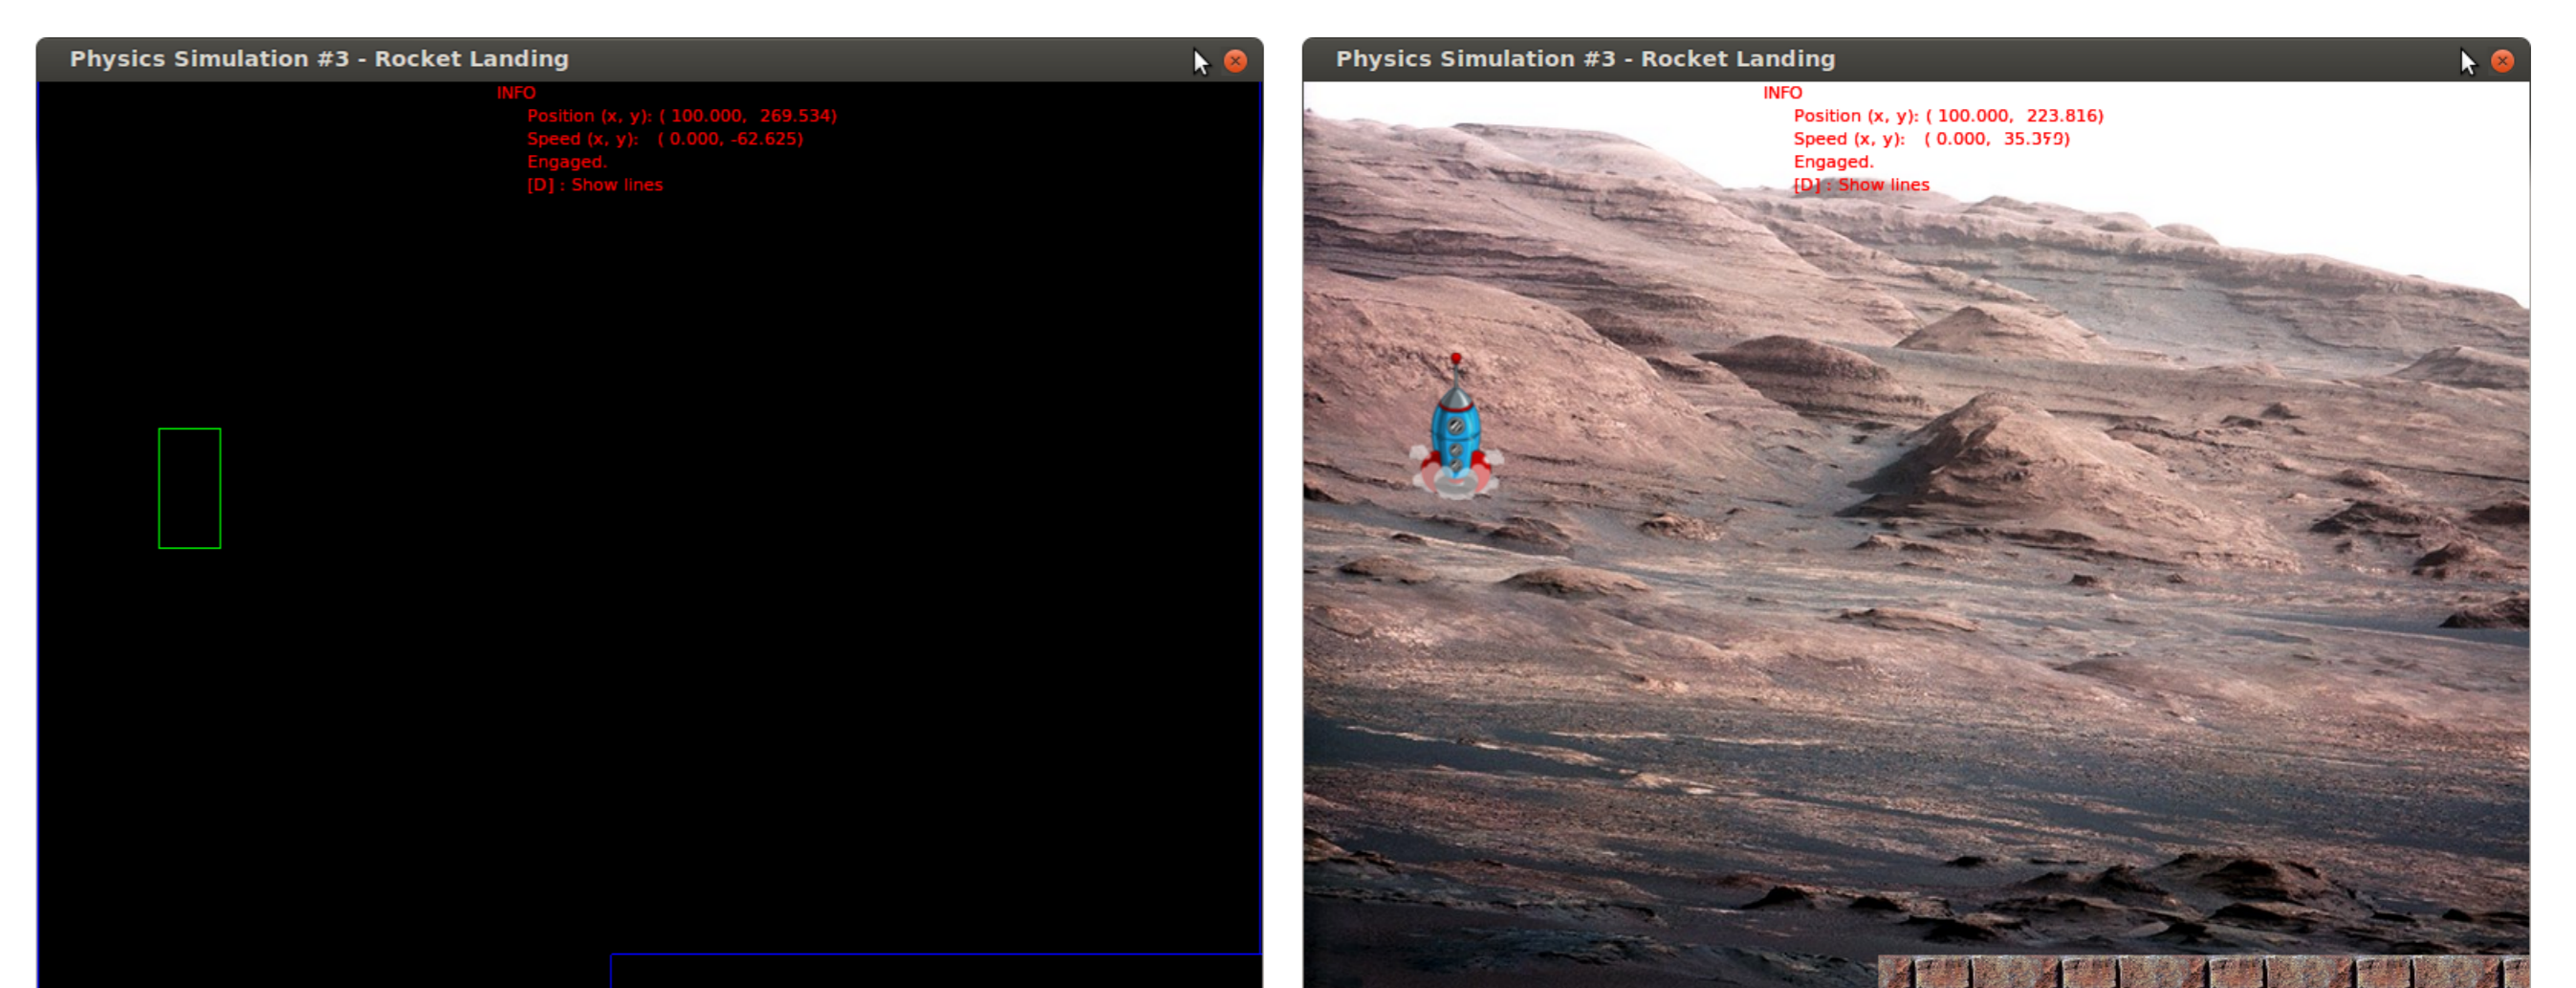 Physics Simulation #3 - Rocket Landing
INFO
Position (x, y): ( 100.000, 269.534)
Speed (x, y): ( 0.000, -62.625)
Engaged.
[D] : Show lines
Physics Simulation #3 - Rocket Landing
INFO
Position (x, y): ( 100.000, 223.816)
Speed (x, y): ( 0.000,
Engaged.
[D] : Show lines